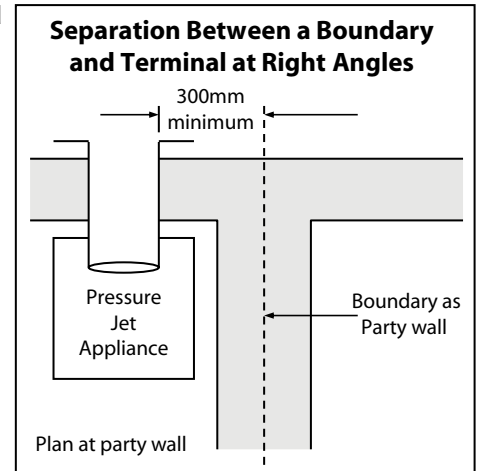 Separation Between a Boundary
and Terminal at Right Angles
300mm
minimum
Pressure
Jet
Appliance
Boundary as
Party wall
Plan at party wall